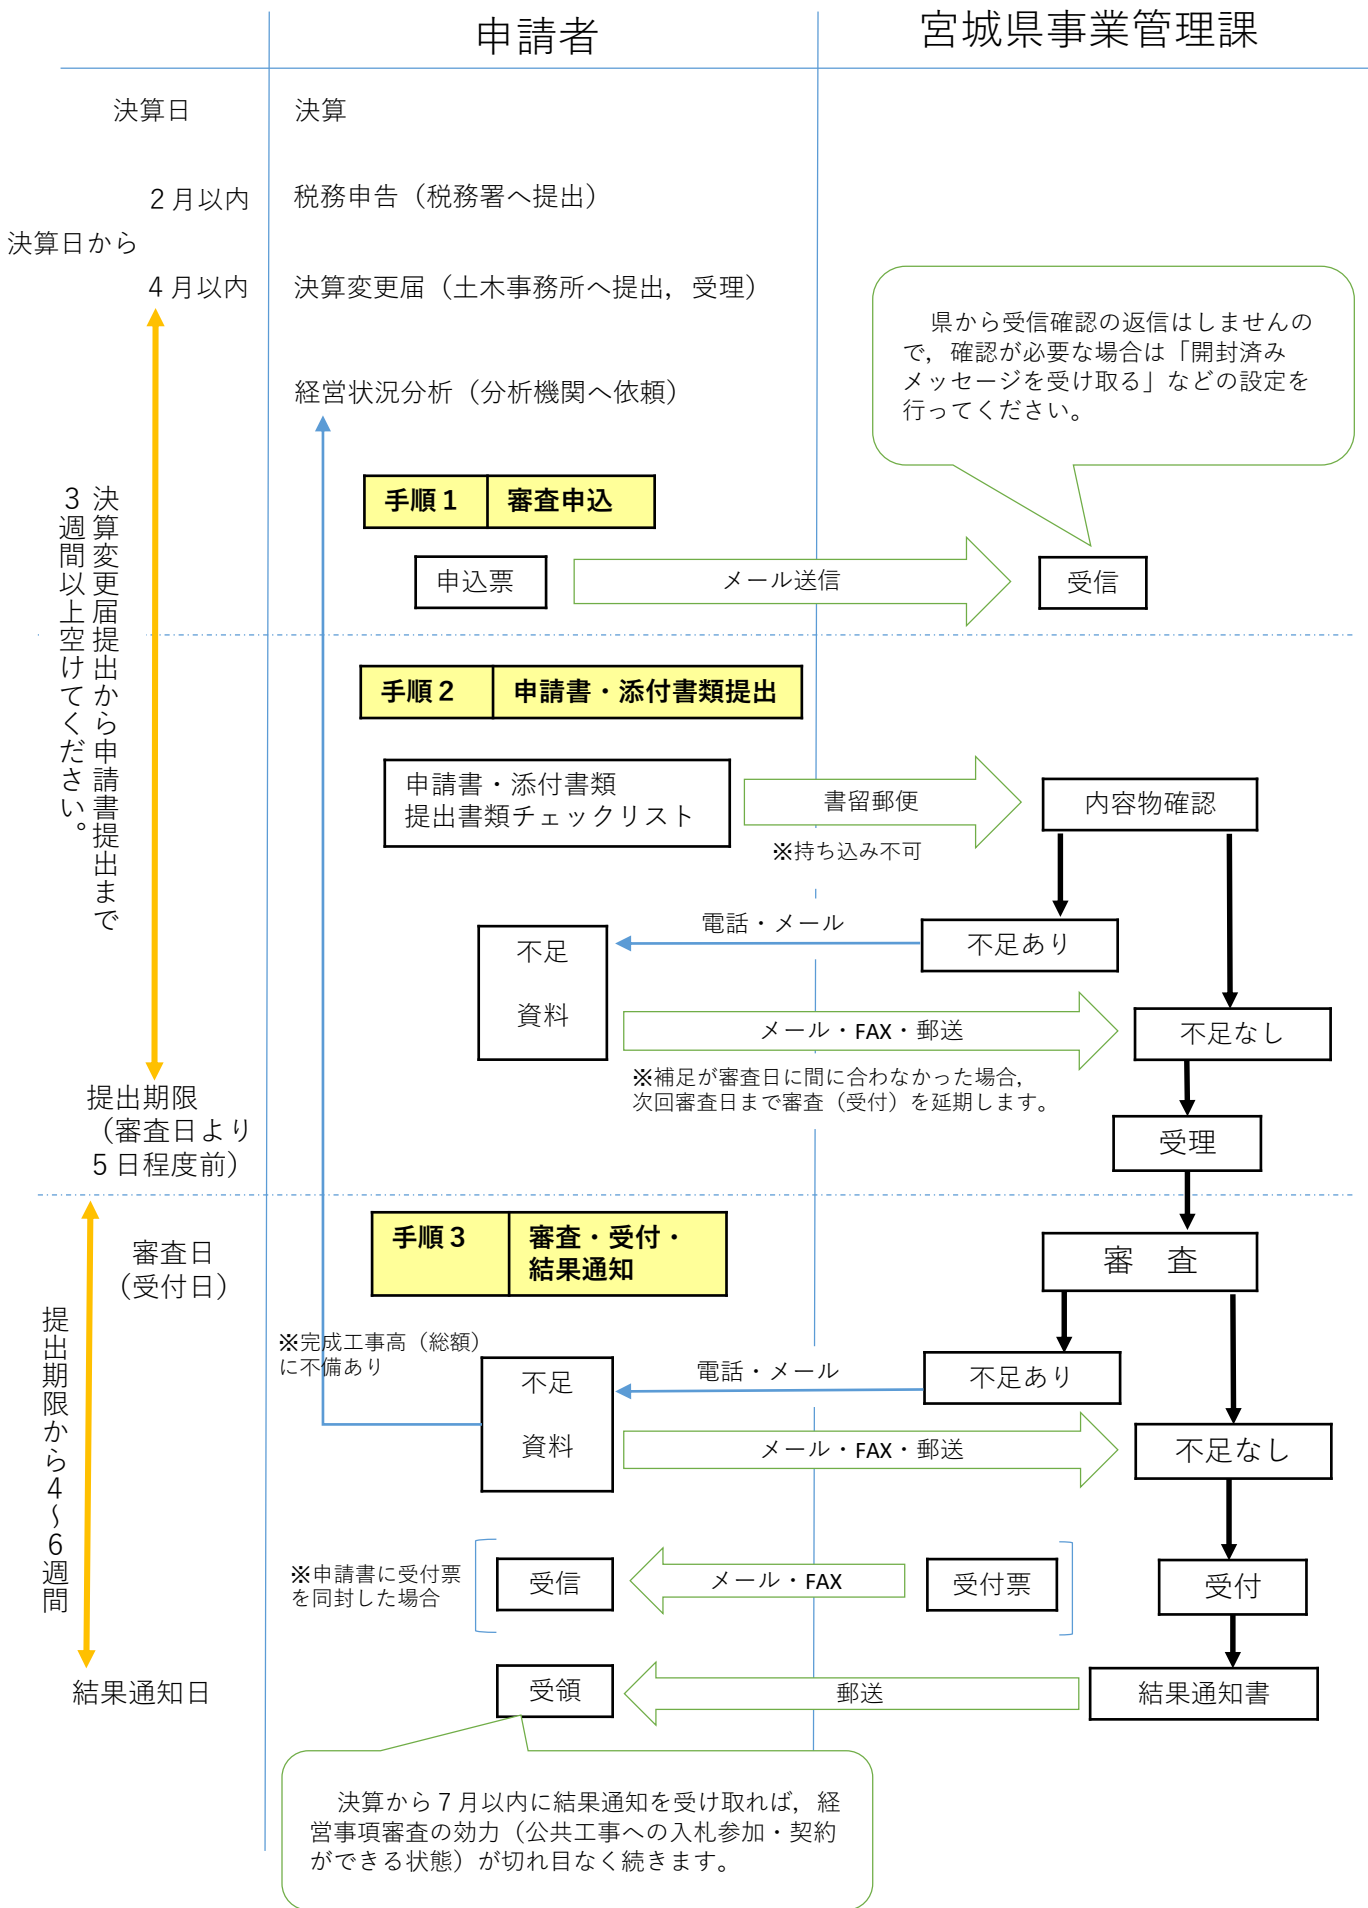 申請者
宮城県事業管理課
決算日
決算
2月以内
税務申告（税務署へ提出）
決算日から
4月以内
決算変更届（土木事務所へ提出，受理）
県から受信確認の返信はしませんの
で，確認が必要な場合は「開封済み
メッセージを受け取る」などの設定を
行ってください。
経営状況分析（分析機関へ依頼）
決算変更届提出から申請書提出まで
3週間以上空けてください。
手順1
審査申込
申込票
メール送信
受信
手順2
申請書・添付書類提出
申請書・添付書類
提出書類チェックリスト
書留郵便
※持ち込み不可
内容物確認
電話・メール
不足あり
不足
資料
メール・FAX・郵送
不足なし
※補足が審査日に間に合わなかった場合，
次回審査日まで審査（受付）を延期します。
提出期限
（審査日より
5日程度前）
受理
手順3
審査・受付・
結果通知
審査日
（受付日）
審　査
提出期限から4～6週間
※完成工事高（総額）
に不備あり
電話・メール
不足あり
不足
資料
メール・FAX・郵送
不足なし
※申請書に受付票
を同封した場合
受信
メール・FAX
受付票
受付
結果通知日
受領
郵送
結果通知書
決算から7月以内に結果通知を受け取れば，経
営事項審査の効力（公共工事への入札参加・契約
ができる状態）が切れ目なく続きます。